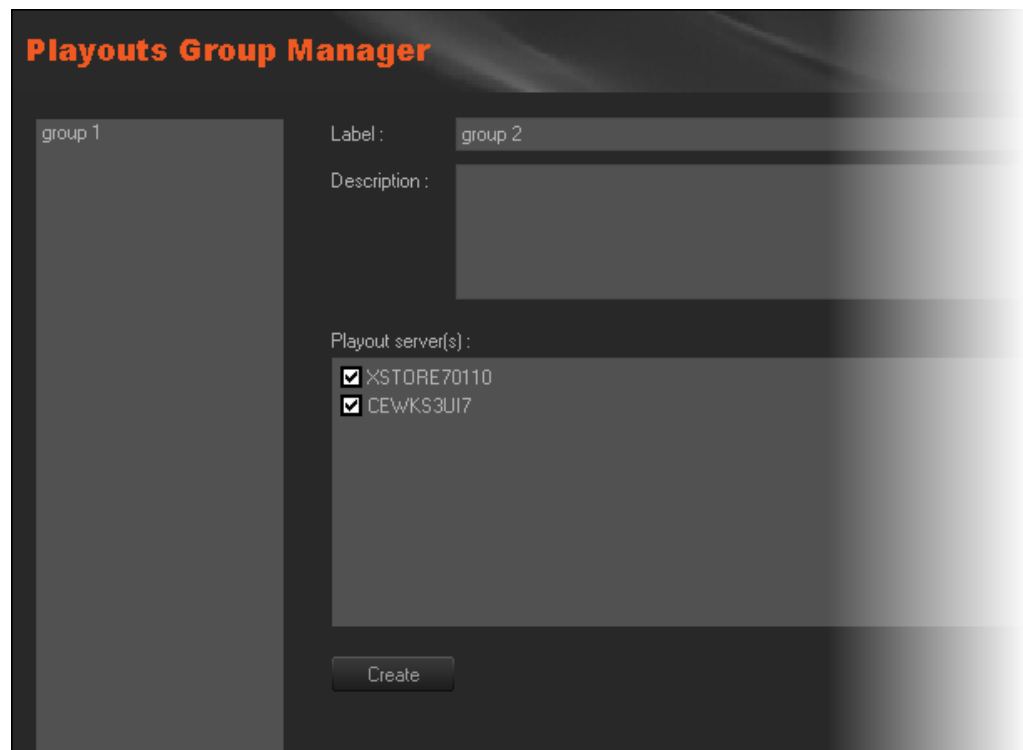 Playouts Group Manager
group 1
Label :
group 2
Description :
Playout server(s) :
XSTORE70110
CEWKS3UI7
Create